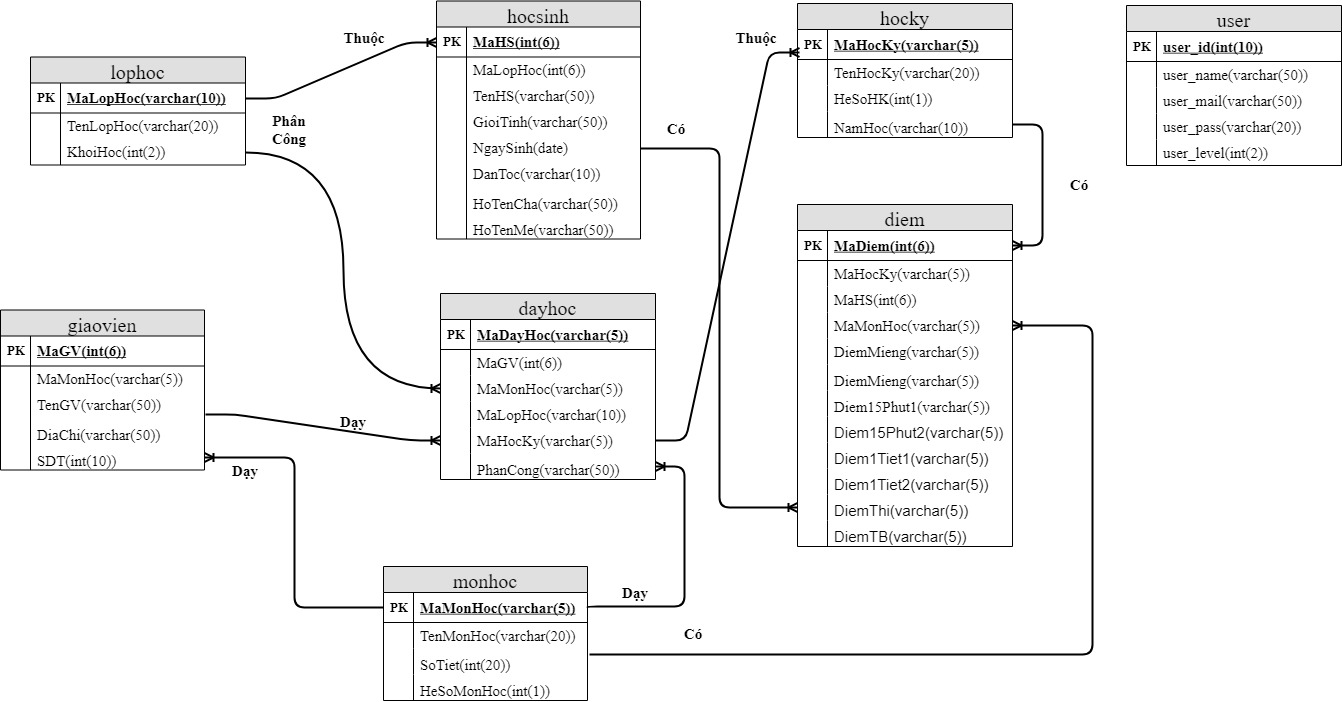 lophoc
PK MaLopHoc(varchar(10))
TenLopHoc(varchar(20))
KhoiHoc(int(2))
Thuộc
Phân
Công
hocsinh
PK MaHS(int(6))
MaLopHoc(int(6))
TenHS(varchar(50))
GioiTinh(varchar(50))
NgaySinh(date)
DanToc(varchar(10))
HoTenCha(varchar(50))
HoTenMe(varchar(50))
Có
Thuộc
hocky
PK MaHocKy(varchar(5))
TenHocKy(varchar(20))
HeSoHK(int(1))
NamHoc(varchar(10))
Có
user
PK user_id(int(10))
user_name(varchar(50))
user_mail(varchar(50))
user_pass(varchar(20))
user_level(int(2))
giaovien
PK MaGV(int(6))
MaMonHoc(varchar(5))
TenGV(varchar(50))
DiaChi(varchar(50))
SDT(int(10))
Dạy
Dạy
dayhoc
PK MaDayHoc(varchar(5))
MaGV(int(6))
MaMonHoc(varchar(5))
MaLopHoc(varchar(10))
MaHocKy(varchar(5))
PhanCong(varchar(50))
diem
PK MaDiem(int(6))
MaHocKy(varchar(5))
MaHS(int(6))
MaMonHoc(varchar(5))
DiemMieng(varchar(5))
DiemMieng(varchar(5))
Diem15Phut1(varchar(5))
Diem15Phut2(varchar(5))
Diem1Tiet1(varchar(5))
Diem1Tiet2(varchar(5))
DiemThi(varchar(5))
DiemTB(varchar(5))
monhoc
PK MaMonHoc(varchar(5))
TenMonHoc(varchar(20))
SoTiet(int(20))
HeSoMonHoc(int(1))
Dạy
Có